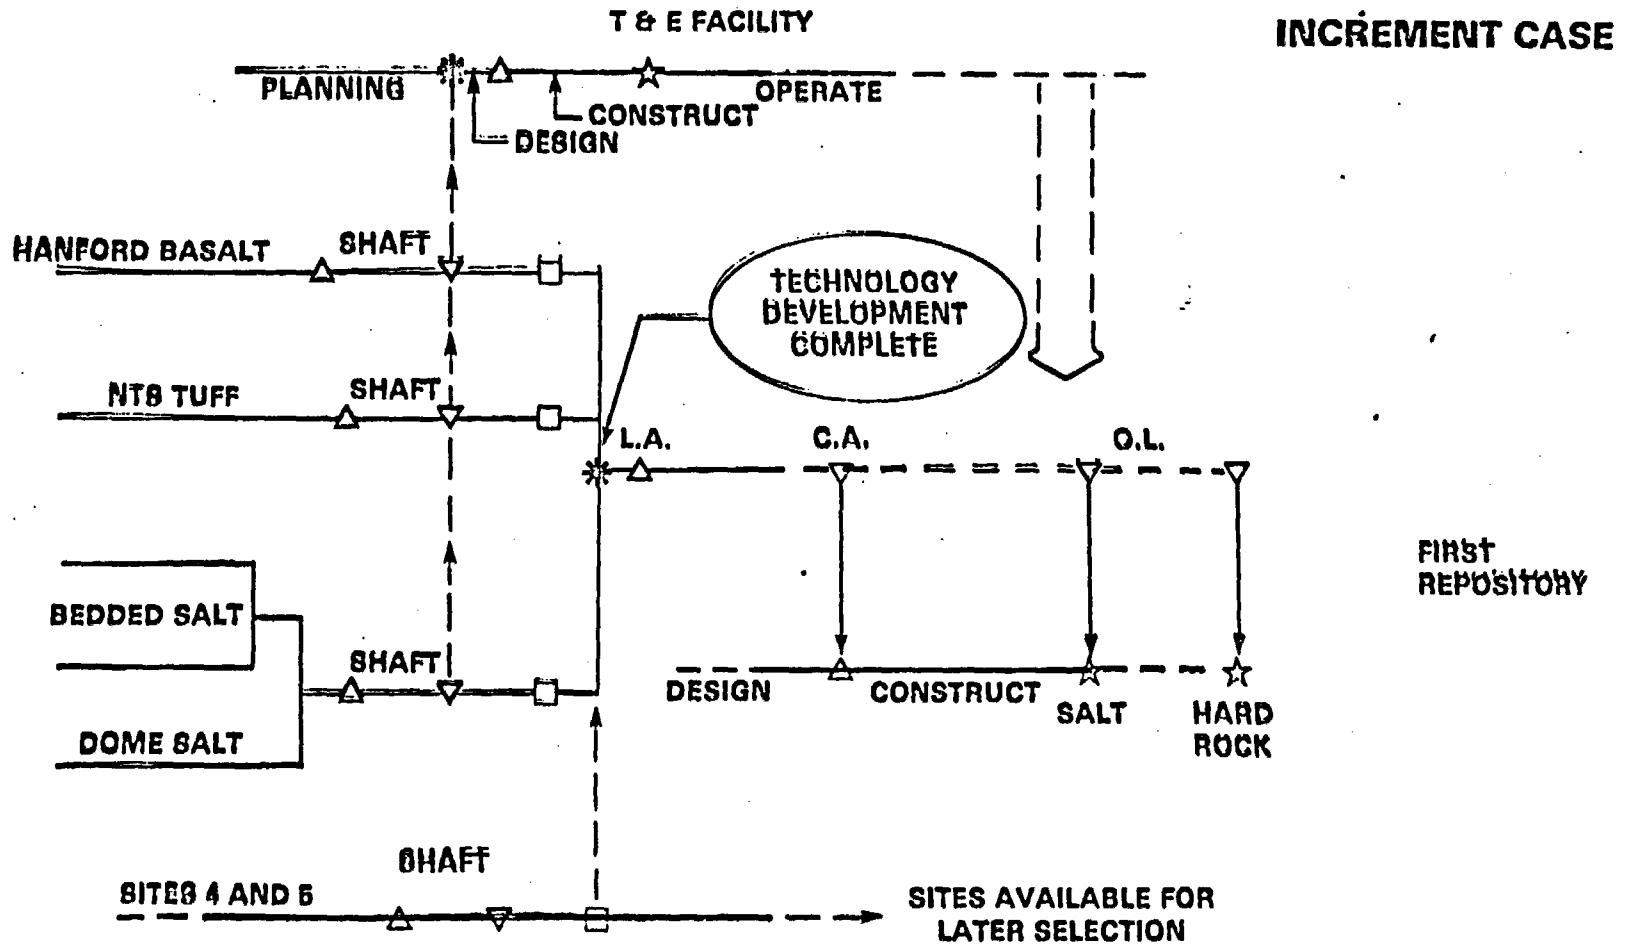 T & E FACILITY
INCREMENT CASE
PLANNING
OPERATE
CONSTRUCT
DESIGN
HANFORD BASALT
SHAFT
TECHNOLOGY
DEVELOPMENT
COMPLETE
NTS TUFF
SHAFT
L.A.
C.A.
O.L.
FIRST
REPOSITORY
BEDDED SALT
SHAFT
DESIGN
CONSTRUCT
SALT
HARD
ROCK
DOME SALT
SHAFT
SITES 4 AND 5
SITES AVAILABLE FOR
LATER SELECTION